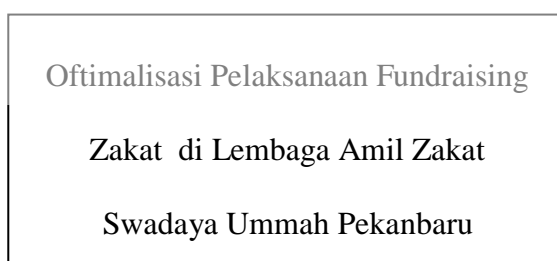 Oftimalisasi Pelaksanaan Fundraising
Zakat di Lembaga Amil Zakat
Swadaya Ummah Pekanbaru